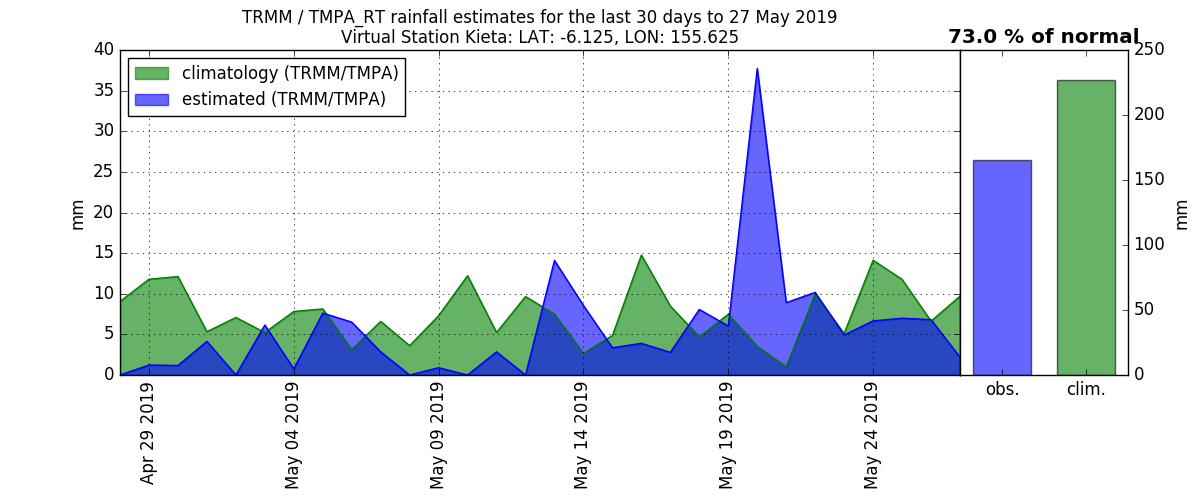 TRMM / TMPA_RT rainfall estimates for the last 30 days to 27 May 2019
Virtual Station Kieta: LAT: -6.125, LON: 155.625
73.0 % of normal
climatology (TRMM/TMPA)
estimated (TRMM/TMPA)
mm
40
35
30
25
20
15
10
5
0
Apr 29 2019
May 04 2019
May 09 2019
May 14 2019
May 19 2019
May 24 2019
250
200
150
100
50
0
mm
obs.
clim.